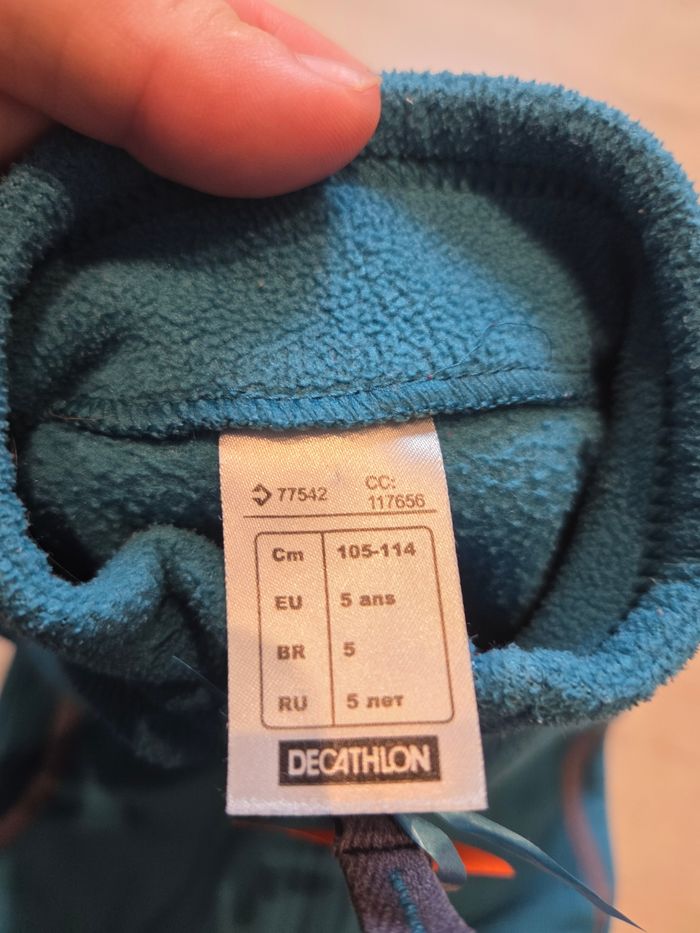 77542 CC:
117656
Cm 105-114
EU 5 ans
BR 5
RU 5 лет
DECATHLON